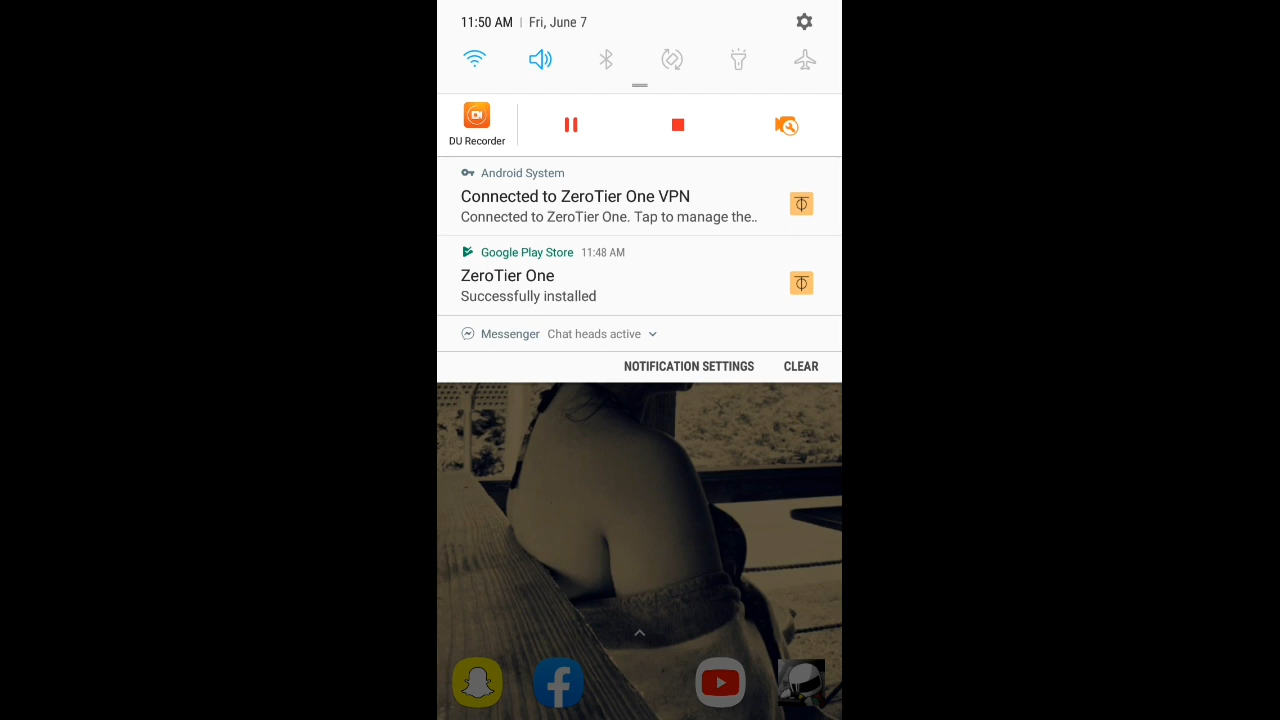 11:50 AM | Fri, June 7
DU Recorder
Android System
Connected to ZeroTier One VPN
Connected to ZeroTier One. Tap to manage the..
Google Play Store 11:48 AM
ZeroTier One
Successfully installed
Messenger Chat heads active
NOTIFICATION SETTINGS CLEAR